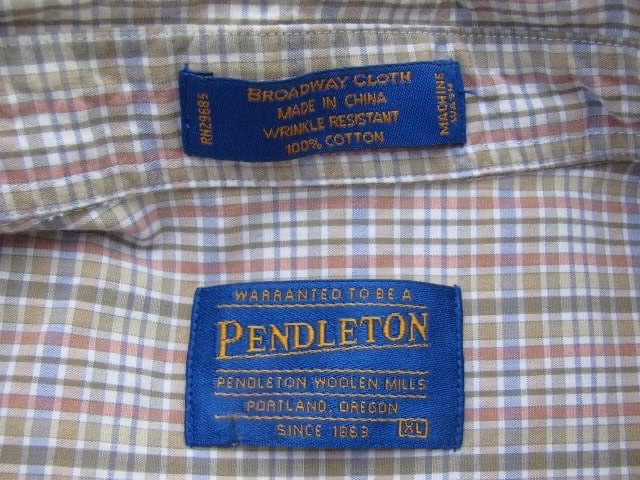 RN29685
BROADWAY CLOTH
MADE IN CHINA
WRINKLE RESISTANT
100% COTTON
MACHINE
WASH
WARRANTED TO BE A
PENDLETON
PENDLETON WOOLEN MILLS
PORTLAND, OREGON
SINCE 1863 XL